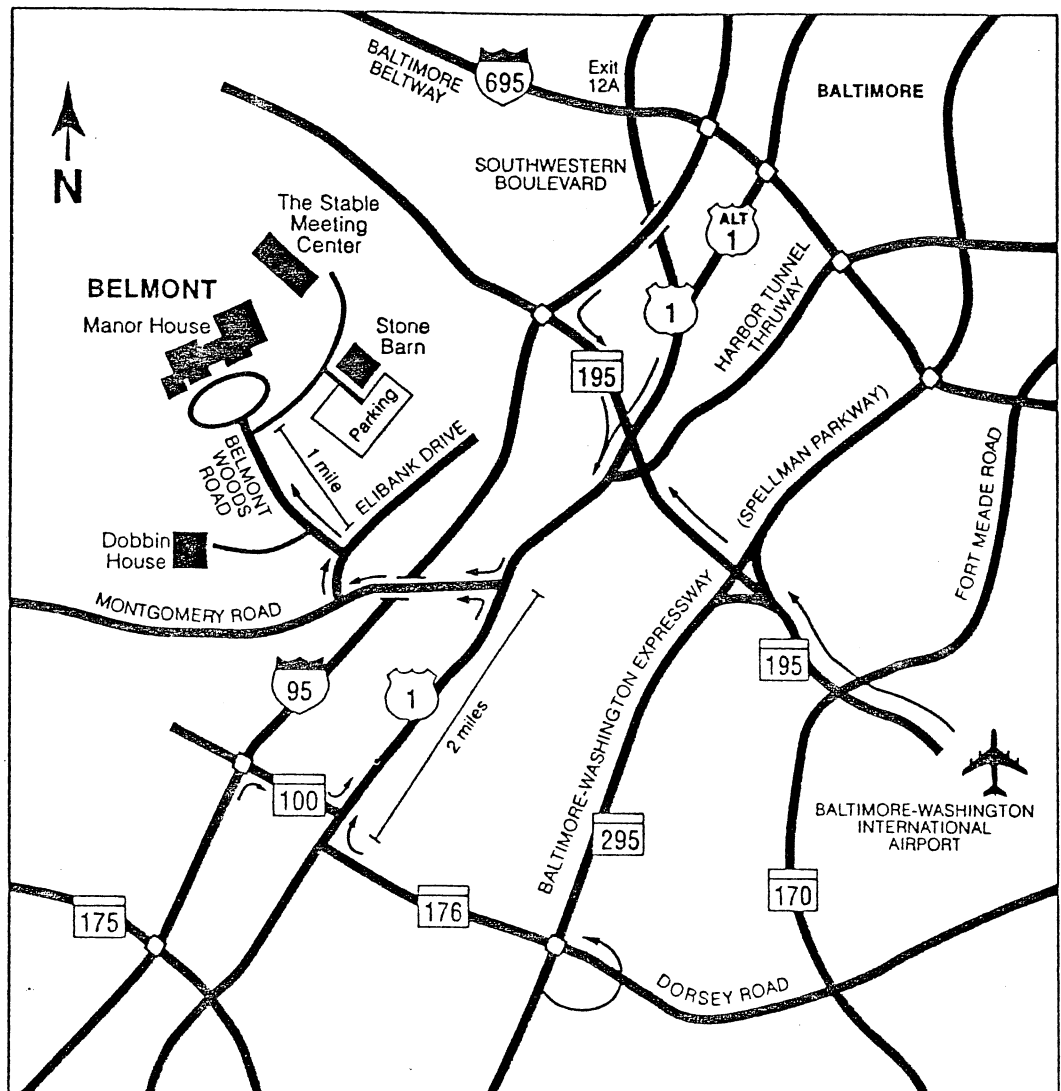 BALTIMORE
BELTWAY
695
Exit
12A
BALTIMORE
N
SOUTHWESTERN
BOULEVARD
The Stable
Meeting
Center
ALT
1
BELMONT
Manor House
1
HARBOR TUNNEL
THRUWAY
Stone
Barn
195
Parking
(SPELLMAN PARKWAY)
BELMONT
WOODS
ROAD
1 mile
ELIBANK DRIVE
FORT MEADE ROAD
Dobbin
House
MONTGOMERY ROAD
195
95
1
2 miles
BALTIMORE-WASHINGTON EXPRESSWAY
100
BALTIMORE-WASHINGTON
INTERNATIONAL
AIRPORT
295
170
175
176
DORSEY ROAD